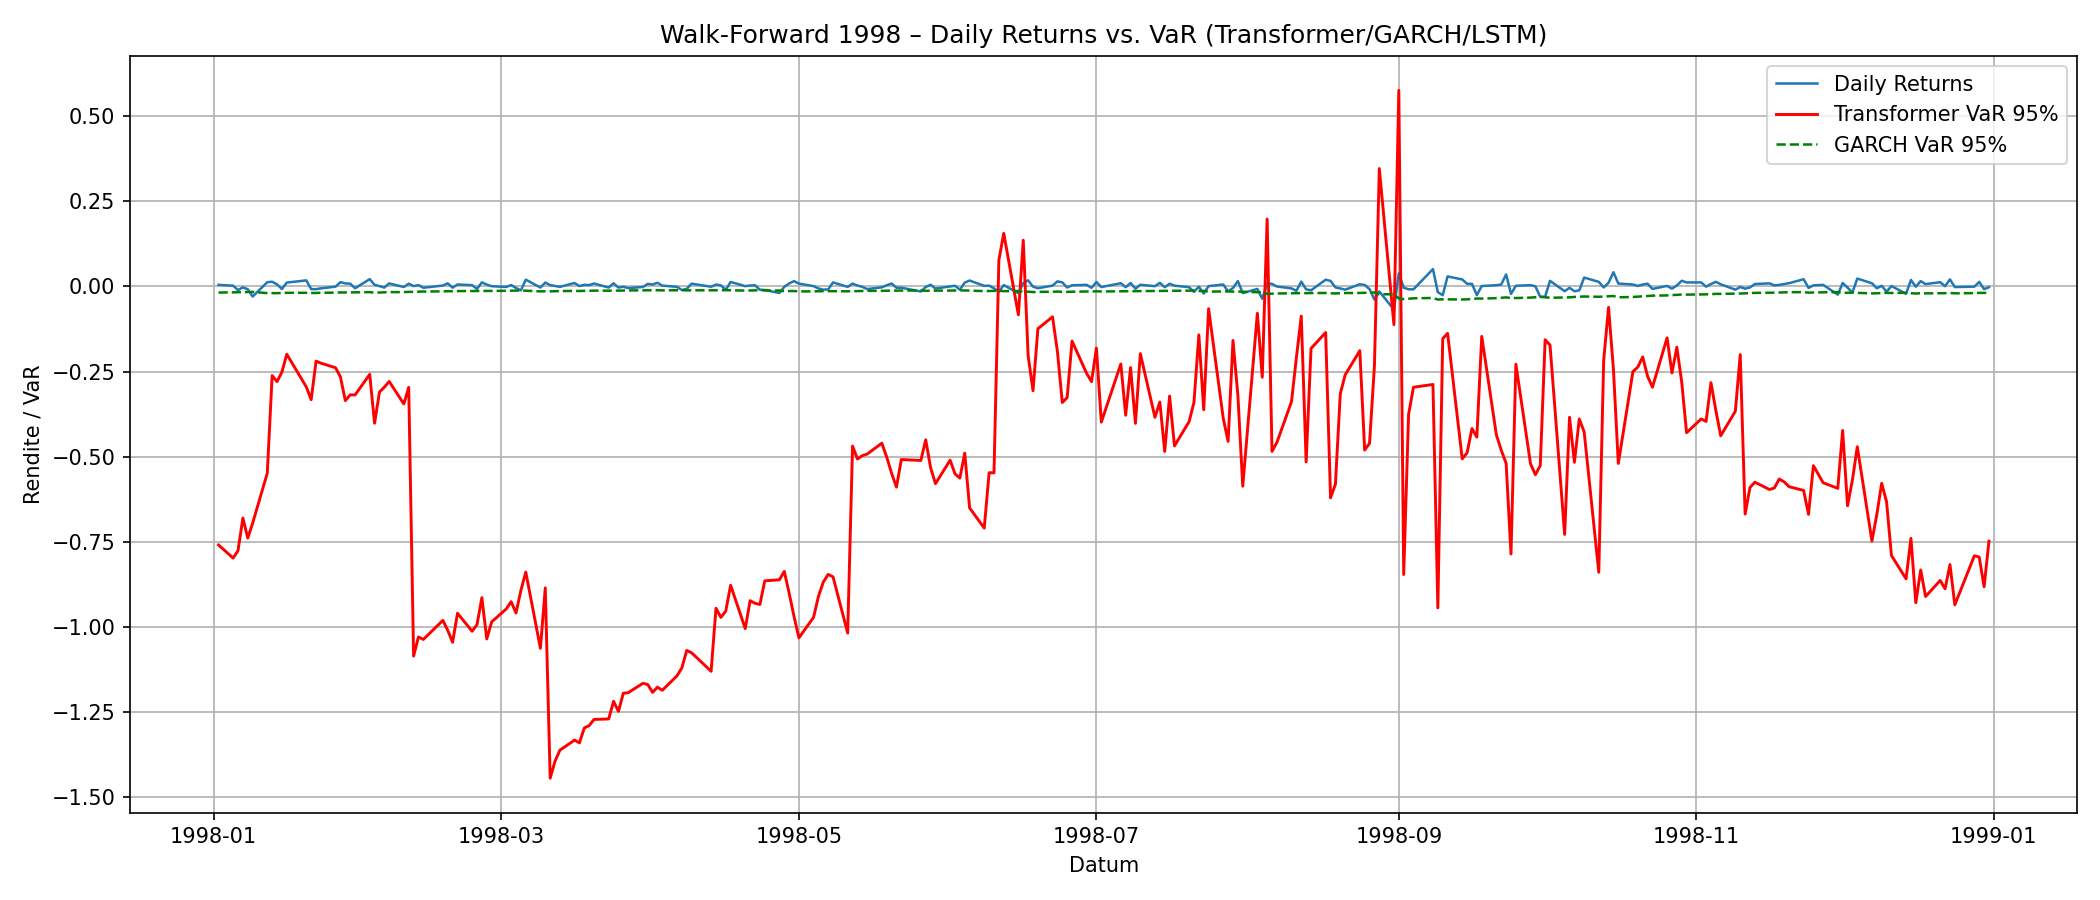 Walk-Forward 1998 – Daily Returns vs. VaR (Transformer/GARCH/LSTM)
Daily Returns
Transformer VaR 95%
GARCH VaR 95%
Rendite / VaR
0.50
0.25
0.00
−0.25
−0.50
−0.75
−1.00
−1.25
−1.50
1998-01
1998-03
1998-05
1998-07
1998-09
1998-11
1999-01
Datum